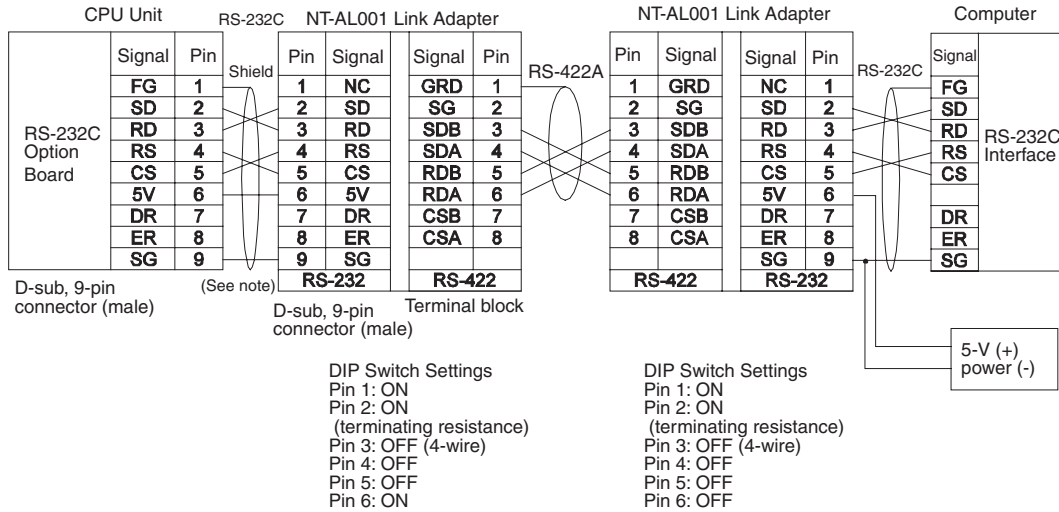 CPU Unit RS-232C NT-AL001 Link Adapter NT-AL001 Link Adapter Computer
Signal Pin Pin Signal Signal Pin Pin Signal Signal Pin Signal
Shield RS-422A RS-232C
FG 1 1 NC GRD 1 1 GRD NC 1 FG
SD 2 2 SD SG 2 2 SG SD 2 SD
RD 3 3 RD SDB 3 3 SDB RD 3 RD
RS 4 4 RS SDA 4 4 SDA RS 4 RS
CS 5 5 CS RDB 5 5 RDB CS 5 CS
5V 6 6 5V RDA 6 6 RDA 5V 6
DR 7 7 DR CSB 7 7 CSB DR 7 DR
ER 8 8 ER CSA 8 8 CSA ER 8 ER
SG 9 9 SG SG 9 SG
RS-232C
Option
Board
RS-232C
Interface
RS-232 RS-422 RS-422 RS-232
D-sub, 9-pin
connector (male)
(See note)
D-sub, 9-pin
connector (male)
Terminal block
5-V (+)
power (-)
DIP Switch Settings
Pin 1: ON
Pin 2: ON
(terminating resistance)
Pin 3: OFF (4-wire)
Pin 4: OFF
Pin 5: OFF
Pin 6: ON
DIP Switch Settings
Pin 1: ON
Pin 2: ON
(terminating resistance)
Pin 3: OFF (4-wire)
Pin 4: OFF
Pin 5: OFF
Pin 6: OFF